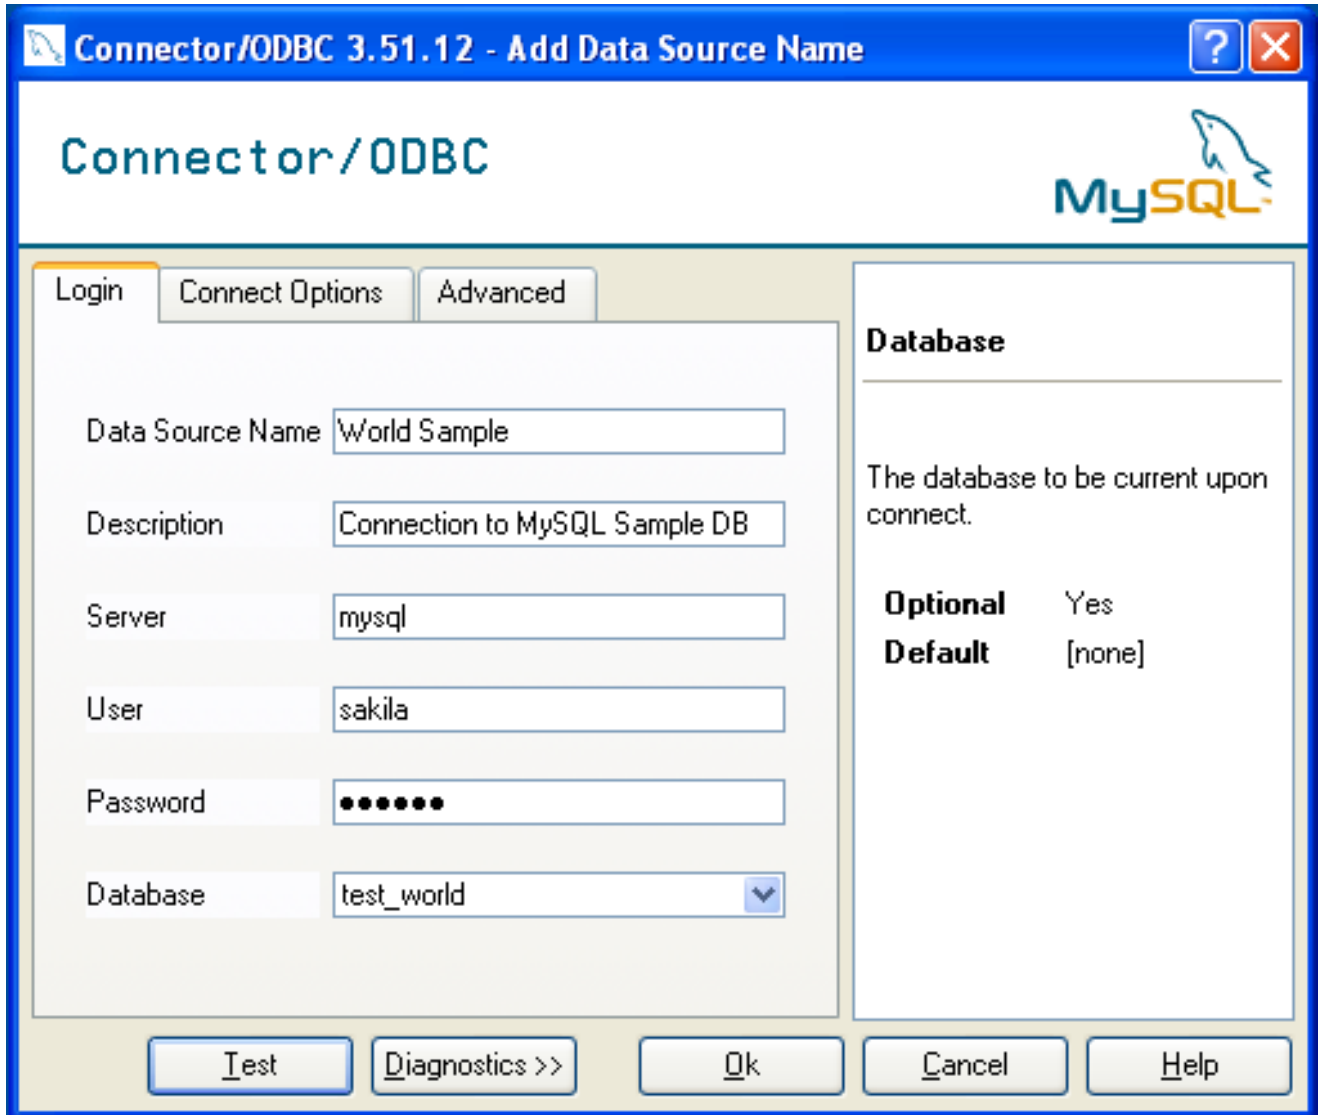 Connector/ODBC 3.51.12 - Add Data Source Name
?
Connector/ODBC
MySQL
Login Connect Options Advanced
Data Source Name World Sample
Description Connection to MySQL Sample DB
Server mysql
User sakila
Password ●●●●●●
Database test_world
Database
The database to be current upon
connect.
Optional Yes
Default [none]
Test Diagnostics >> Ok Cancel Help